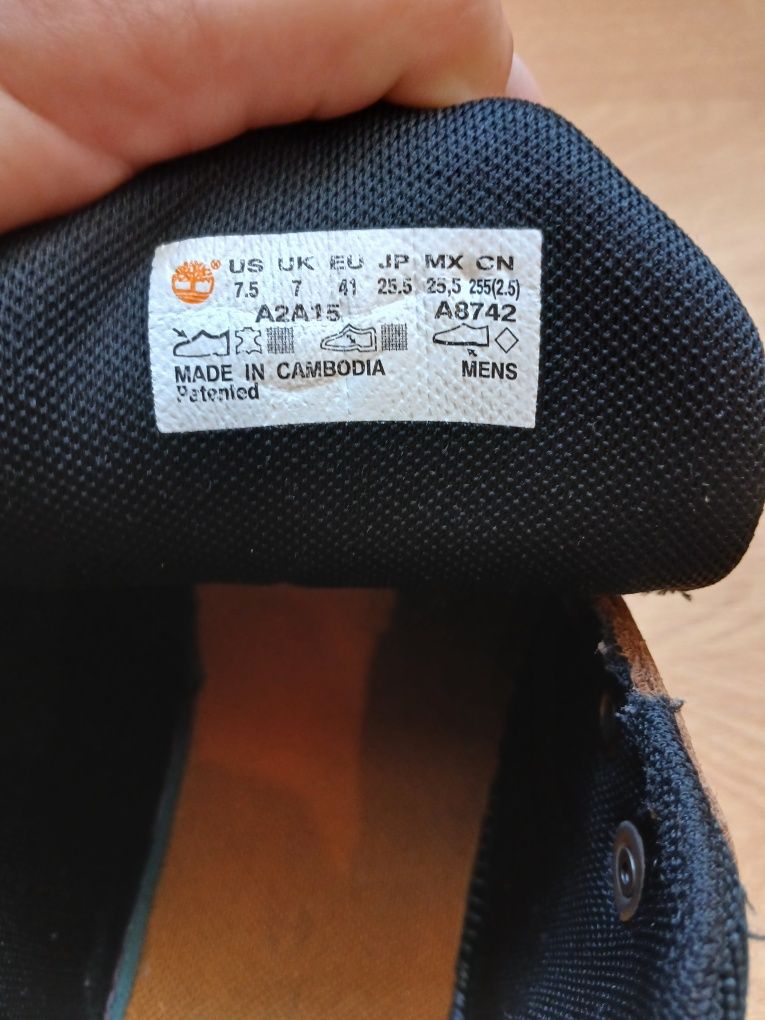 ® US UK EU JP MX CN
7.5 7 41 25.5 25,5 255(2.5)
A2A15 A8742
MADE IN CAMBODIA MENS
Patented